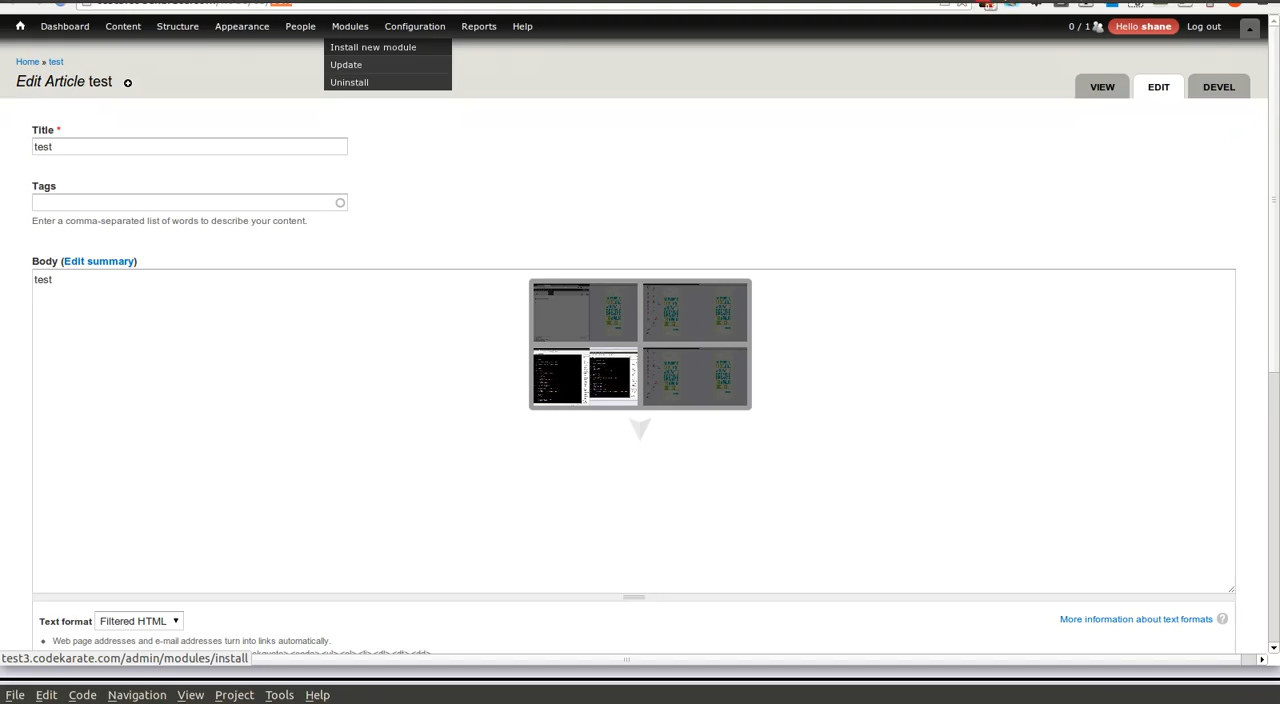 Dashboard Content Structure Appearance People Modules Configuration Reports Help 0 / 1 Hello shane Log out
Install new module
Update
Uninstall
Home » test
Edit Article test
VIEW EDIT DEVEL
Title *
test
Tags
Enter a comma-separated list of words to describe your content.
Body (Edit summary)
test
Text format Filtered HTML
More information about text formats
Web page addresses and e-mail addresses turn into links automatically.
test3.codekarate.com/admin/modules/install
File Edit Code Navigation View Project Tools Help